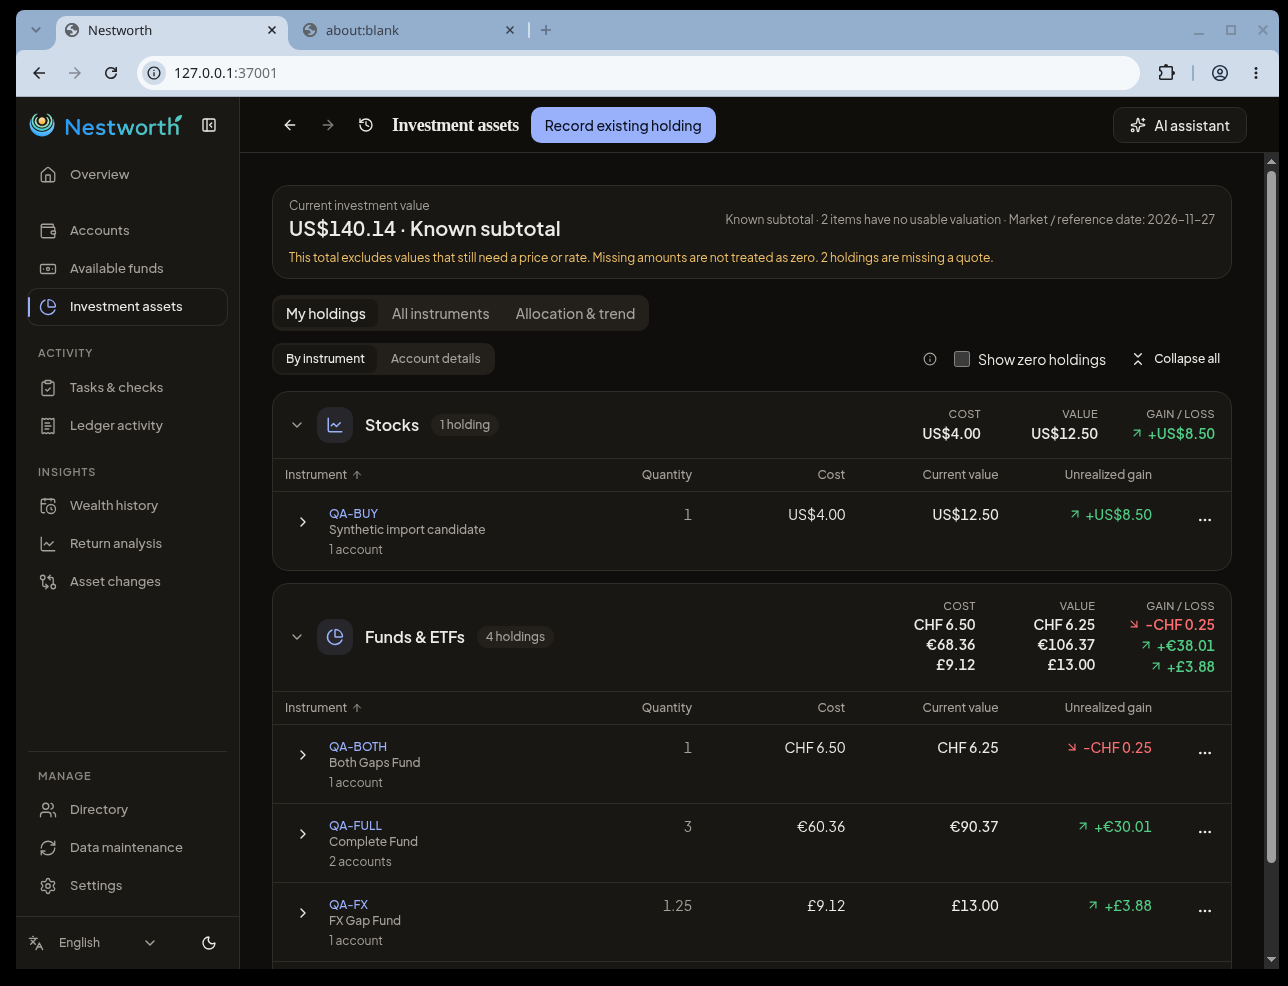 Nestworth
about:blank
127.0.0.1:37001
Nestworth
Investment assets
Record existing holding
AI assistant
Overview
Accounts
Available funds
Investment assets
ACTIVITY
Tasks & checks
Ledger activity
INSIGHTS
Wealth history
Return analysis
Asset changes
MANAGE
Directory
Data maintenance
Settings
English
Current investment value
US$140.14 · Known subtotal
Known subtotal · 2 items have no usable valuation · Market / reference date: 2026-11-27
This total excludes values that still need a price or rate. Missing amounts are not treated as zero. 2 holdings are missing a quote.
My holdings All instruments Allocation & trend
By instrument Account details
Show zero holdings Collapse all
Stocks 1 holding
COST VALUE GAIN / LOSS
US$4.00 US$12.50 +US$8.50
Instrument Quantity Cost Current value Unrealized gain
QA-BUY 1 US$4.00 US$12.50 +US$8.50 ...
Synthetic import candidate
1 account
Funds & ETFs 4 holdings
COST VALUE GAIN / LOSS
CHF 6.50 CHF 6.25 -CHF 0.25
€68.36 €106.37 +€38.01
£9.12 £13.00 +£3.88
Instrument Quantity Cost Current value Unrealized gain
QA-BOTH 1 CHF 6.50 CHF 6.25 -CHF 0.25 ...
Both Gaps Fund
1 account
QA-FULL 3 €60.36 €90.37 +€30.01 ...
Complete Fund
2 accounts
QA-FX 1.25 £9.12 £13.00 +£3.88 ...
FX Gap Fund
1 account